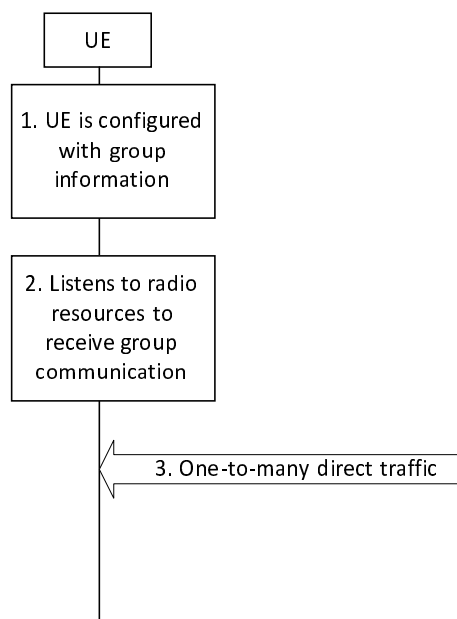 UE
1. UE is configured
with group
information
2. Listens to radio
resources to
receive group
communication
3. One-to-many direct traffic